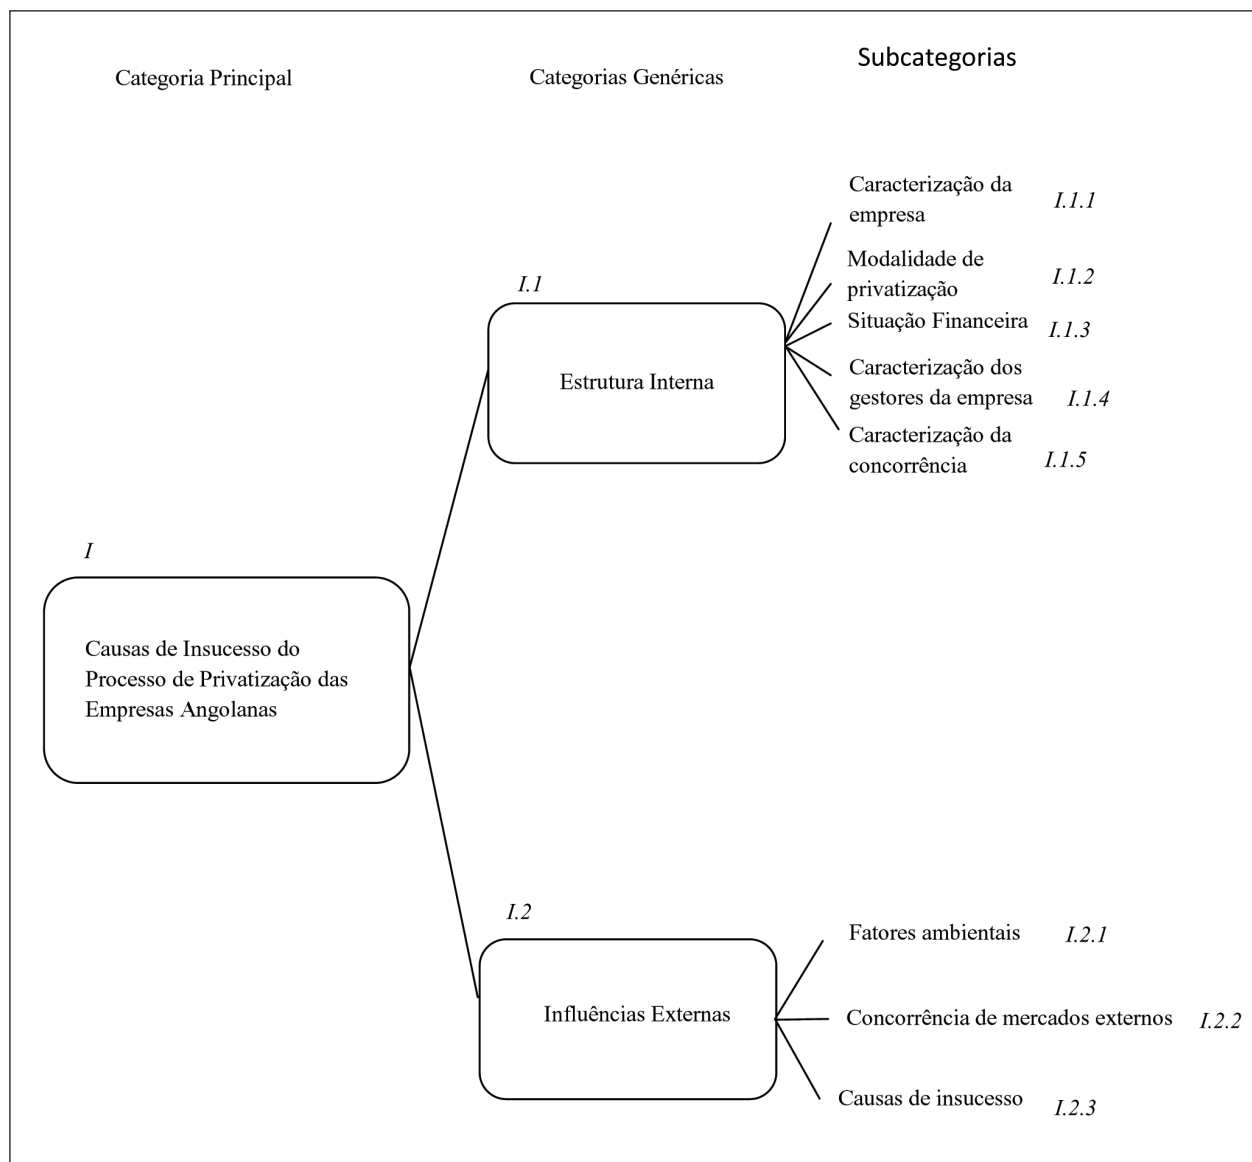 Categoria Principal
Categorias Genéricas
Subcategorias
Caracterização da
empresa
I.1.1
Modalidade de
privatização
I.1.2
Situação Financeira
I.1.3
Caracterização dos
gestores da empresa
I.1.4
Caracterização da
concorrência
I.1.5
I.1
Estrutura Interna
I
Causas de Insucesso do
Processo de Privatização das
Empresas Angolanas
I.2
Influências Externas
Fatores ambientais
I.2.1
Concorrência de mercados externos
I.2.2
Causas de insucesso
I.2.3